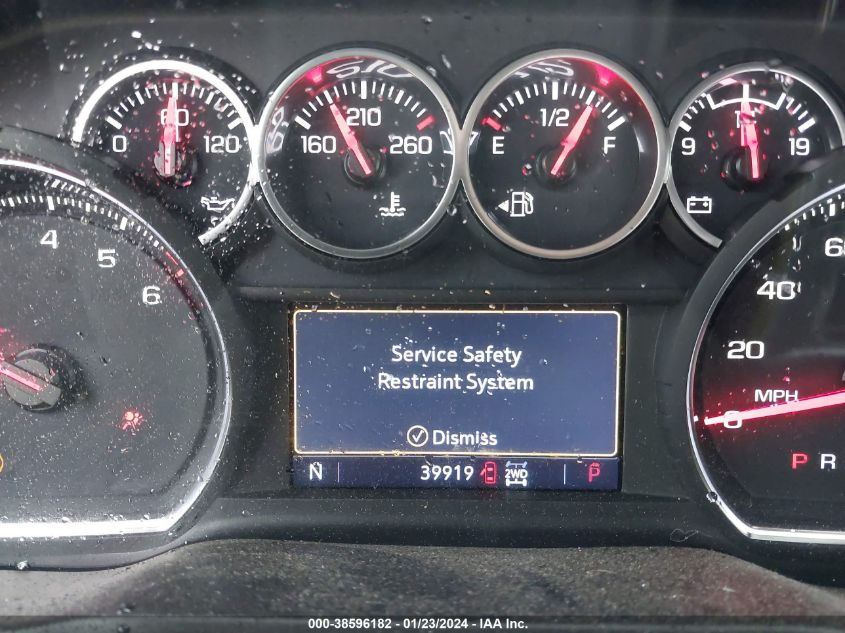 0 60 120
160 210 260
E 1/2 F
9 19
4
5
6
Service Safety
Restraint System
Dismiss
N 39919 2WD P
60
40
20
0
MPH
P R
000-38596182 - 01/23/2024 - IAA Inc.